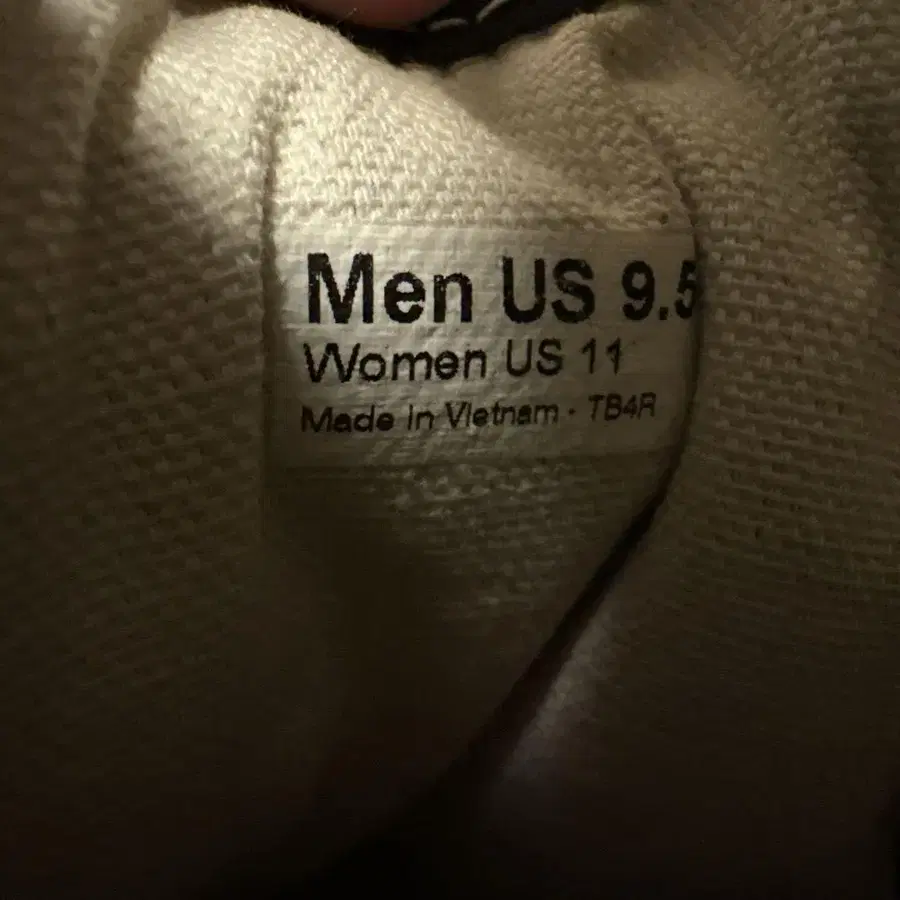 Men US 9.5
Women US 11
Made in Vietnam · TB4R